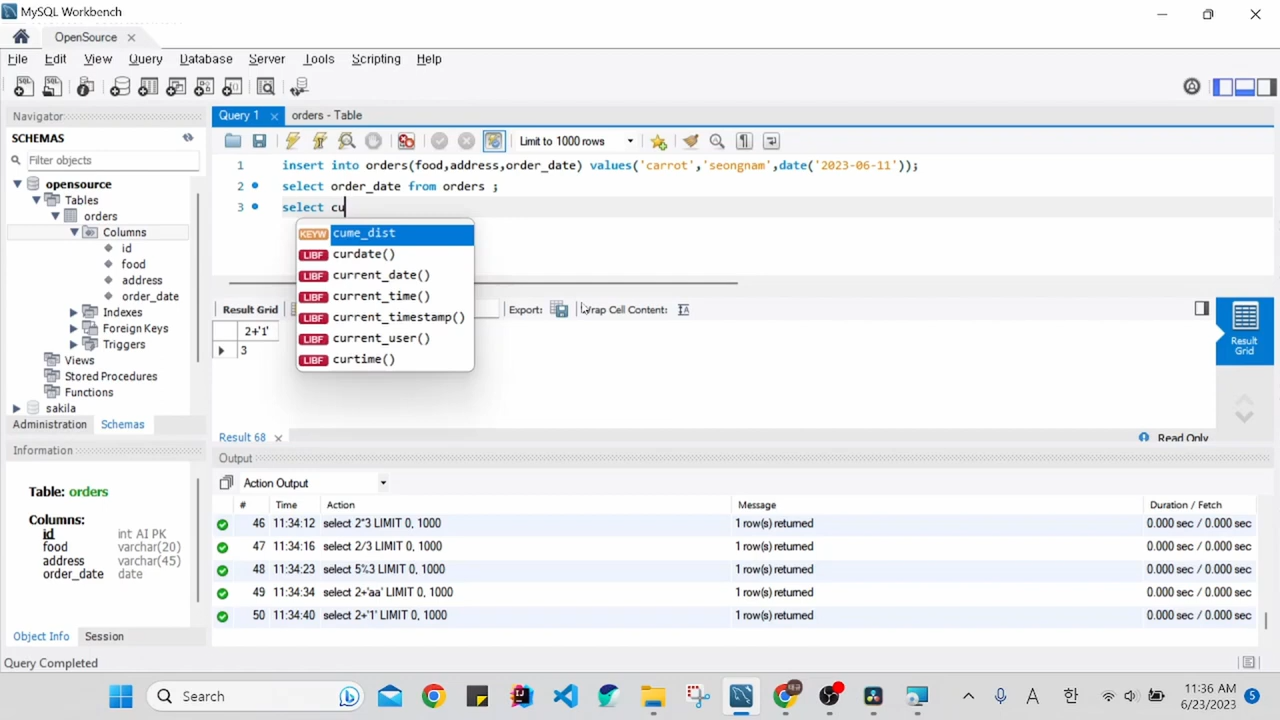 MySQL Workbench
OpenSource
File Edit View Query Database Server Tools Scripting Help
Navigator
SCHEMAS
Filter objects
opensource
Tables
orders
Columns
id
food
address
order_date
Indexes
Foreign Keys
Triggers
Views
Stored Procedures
Functions
sakila
Administration Schemas
Information
Table: orders
Columns:
id int AI PK
food varchar(20)
address varchar(45)
order_date date
Object Info Session
Query 1 orders - Table
Limit to 1000 rows
1 insert into orders(food,address,order_date) values('carrot','seongnam',date('2023-06-11'));
2 select order_date from orders ;
3 select cu
KEYW cume_dist
LIBF curdate()
LIBF current_date()
LIBF current_time()
LIBF current_timestamp()
LIBF current_user()
LIBF curtime()
Result Grid Export: Wrap Cell Content: IA
2+'1'
3
Result Grid
Result 68 Read Only
Output
Action Output
# Time Action Message Duration / Fetch
46 11:34:12 select 2*3 LIMIT 0, 1000 1 row(s) returned 0.000 sec / 0.000 sec
47 11:34:16 select 2/3 LIMIT 0, 1000 1 row(s) returned 0.000 sec / 0.000 sec
48 11:34:23 select 5%3 LIMIT 0, 1000 1 row(s) returned 0.000 sec / 0.000 sec
49 11:34:34 select 2+'aa' LIMIT 0, 1000 1 row(s) returned 0.000 sec / 0.000 sec
50 11:34:40 select 2+'1' LIMIT 0, 1000 1 row(s) returned 0.000 sec / 0.000 sec
Query Completed
Search
A 한
11:36 AM
6/23/2023
5